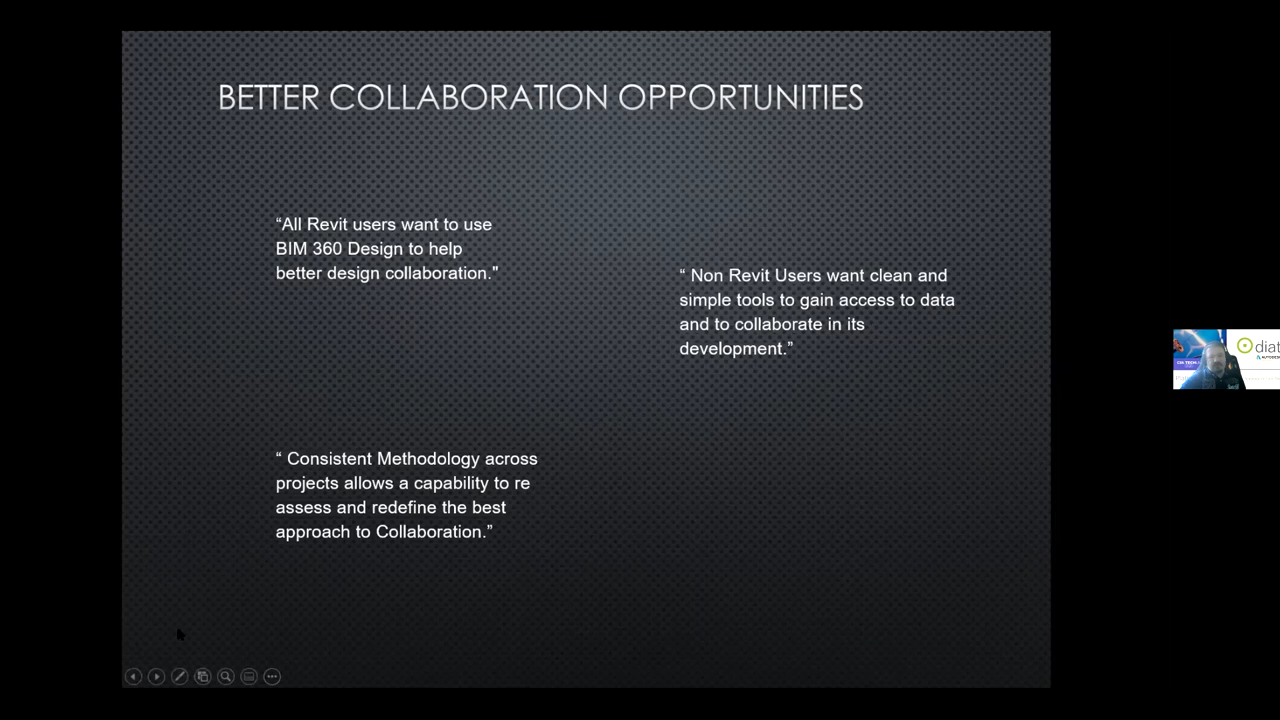 BETTER COLLABORATION OPPORTUNITIES
“All Revit users want to use
BIM 360 Design to help
better design collaboration."
“ Non Revit Users want clean and
simple tools to gain access to data
and to collaborate in its
development.”
“ Consistent Methodology across
projects allows a capability to re
assess and redefine the best
approach to Collaboration.”
diat